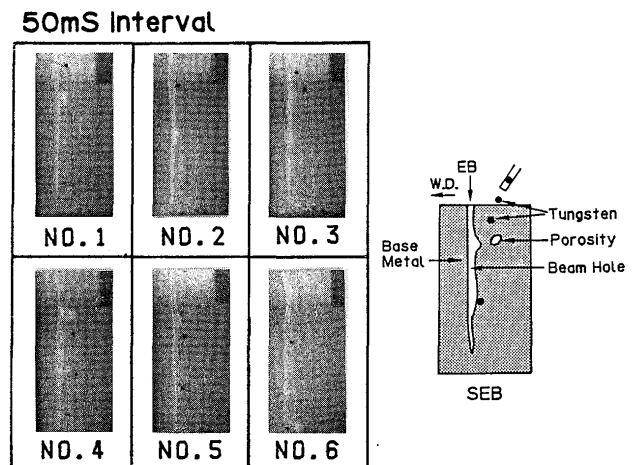 50mS Interval
NO.1
NO.2
NO.3
NO.4
NO.5
NO.6
EB
W.D.
Tungsten
Porosity
Base
Metal
Beam Hole
SEB